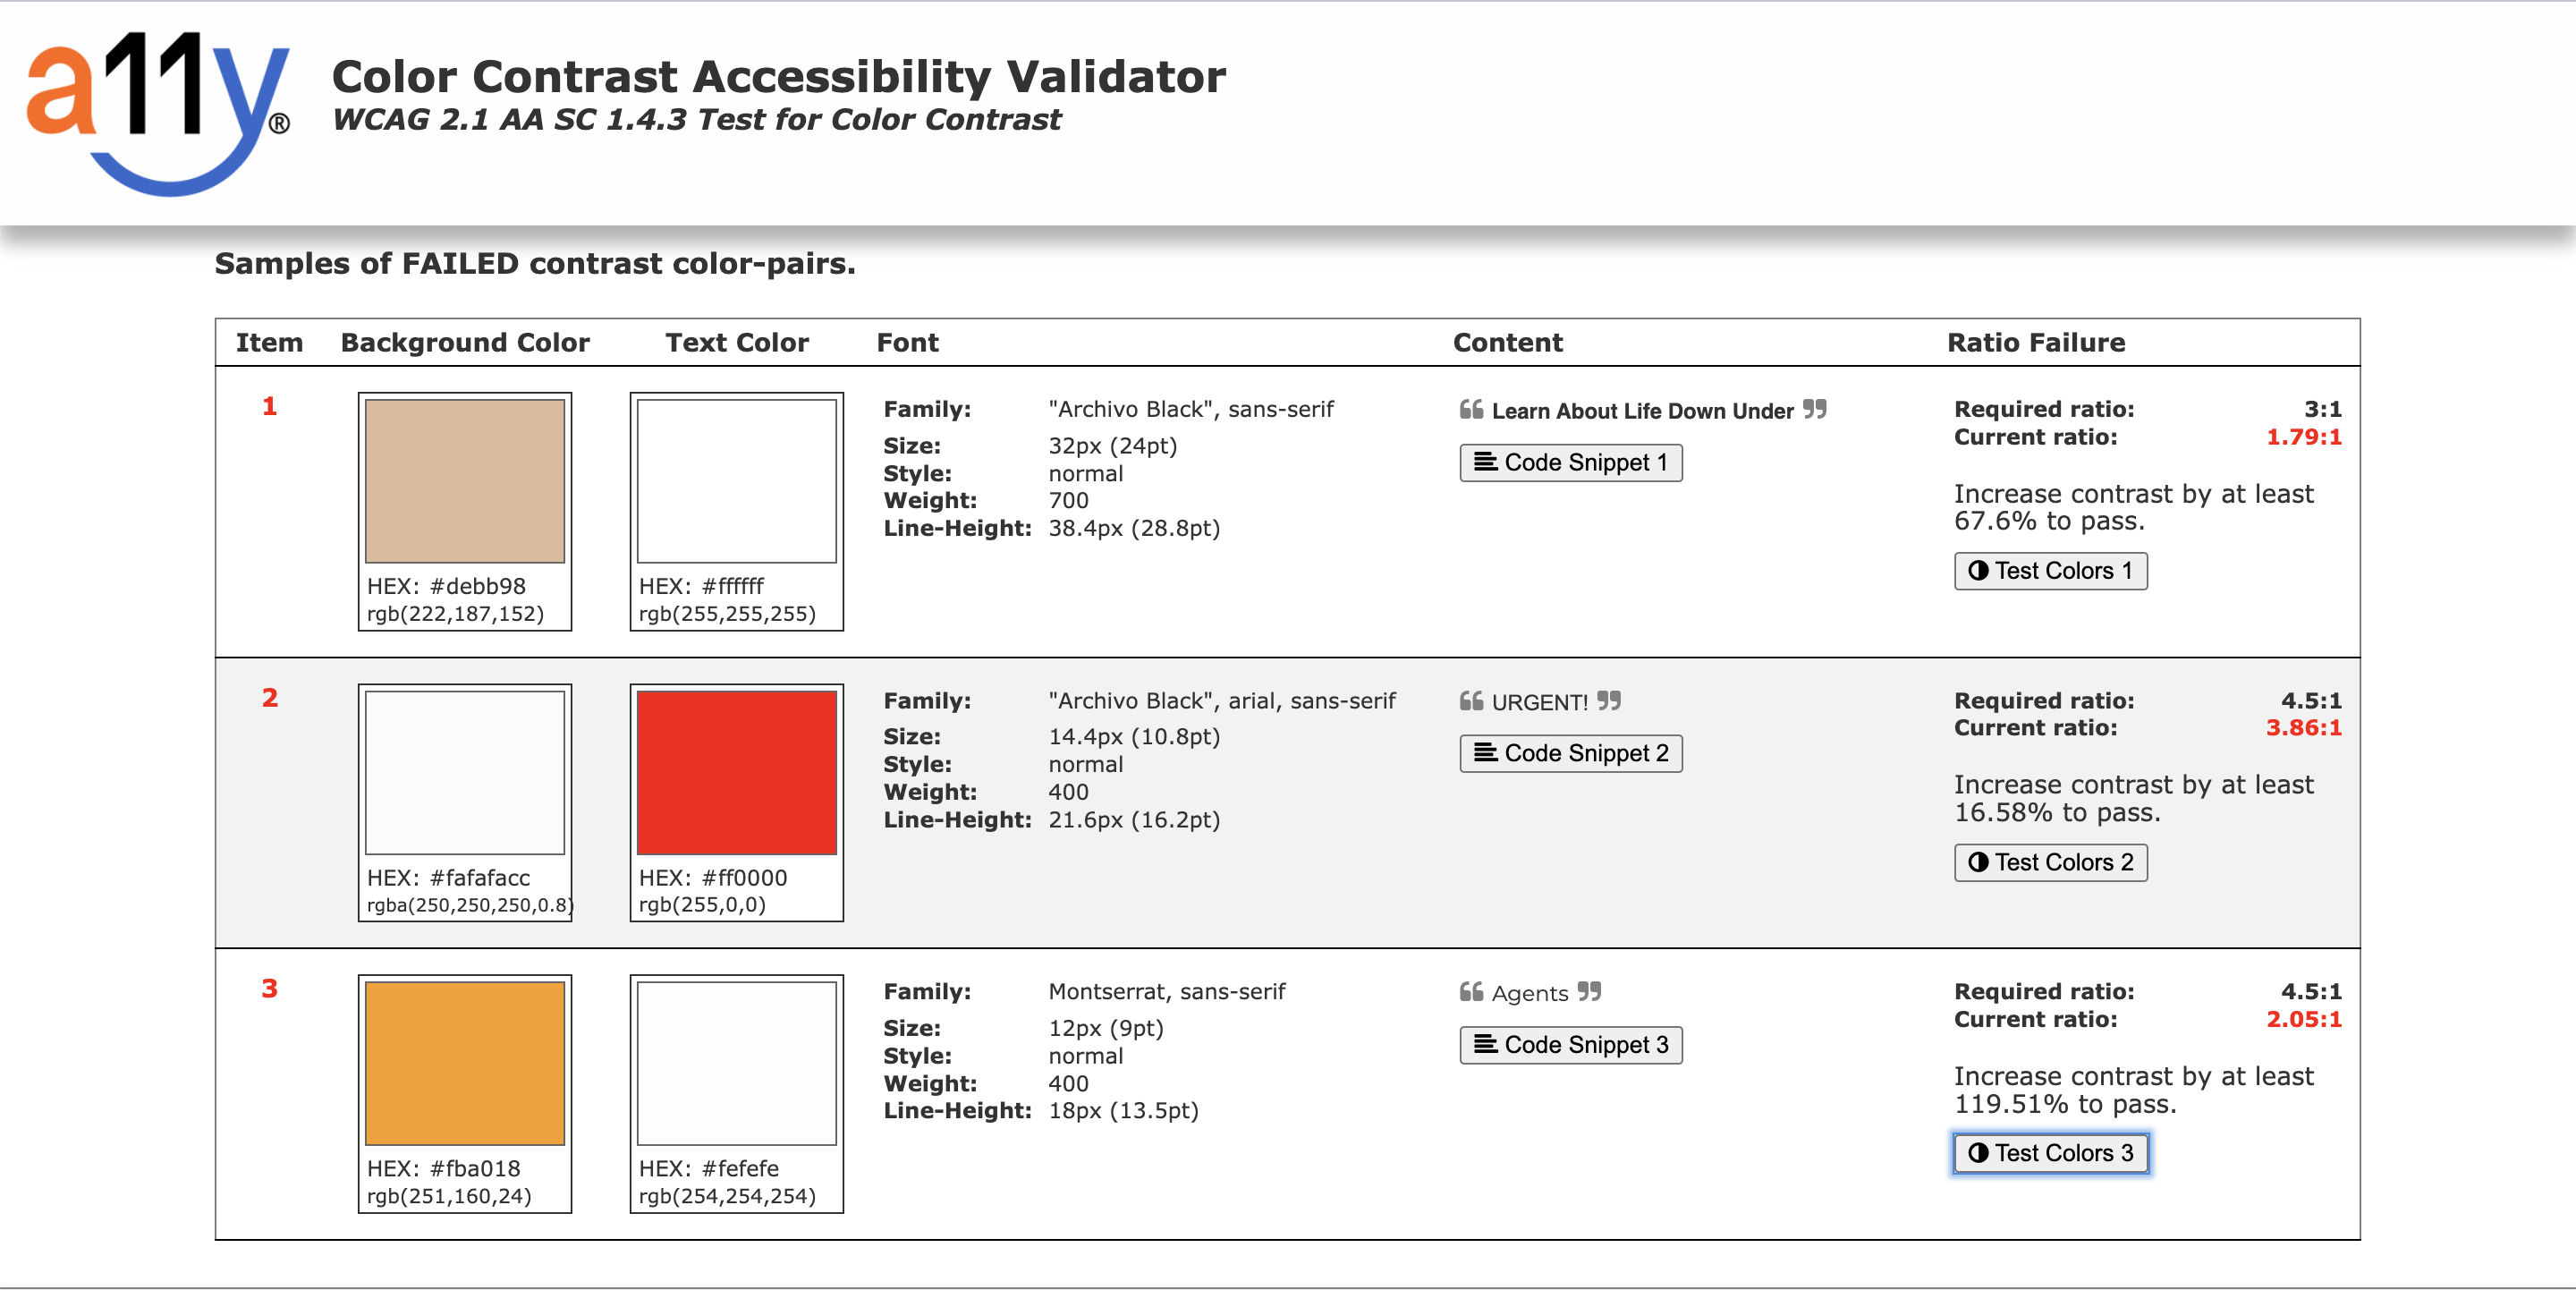 a11y®
Color Contrast Accessibility Validator
WCAG 2.1 AA SC 1.4.3 Test for Color Contrast
Samples of FAILED contrast color-pairs.
Item Background Color Text Color Font Content Ratio Failure
1
HEX: #debb98
rgb(222,187,152)
HEX: #ffffff
rgb(255,255,255)
Family: "Archivo Black", sans-serif
Size: 32px (24pt)
Style: normal
Weight: 700
Line-Height: 38.4px (28.8pt)
❝ Learn About Life Down Under ❞
Code Snippet 1
Required ratio: 3:1
Current ratio: 1.79:1
Increase contrast by at least
67.6% to pass.
Test Colors 1
2
HEX: #fafafacc
rgba(250,250,250,0.8)
HEX: #ff0000
rgb(255,0,0)
Family: "Archivo Black", arial, sans-serif
Size: 14.4px (10.8pt)
Style: normal
Weight: 400
Line-Height: 21.6px (16.2pt)
❝ URGENT! ❞
Code Snippet 2
Required ratio: 4.5:1
Current ratio: 3.86:1
Increase contrast by at least
16.58% to pass.
Test Colors 2
3
HEX: #fba018
rgb(251,160,24)
HEX: #fefefe
rgb(254,254,254)
Family: Montserrat, sans-serif
Size: 12px (9pt)
Style: normal
Weight: 400
Line-Height: 18px (13.5pt)
❝ Agents ❞
Code Snippet 3
Required ratio: 4.5:1
Current ratio: 2.05:1
Increase contrast by at least
119.51% to pass.
Test Colors 3